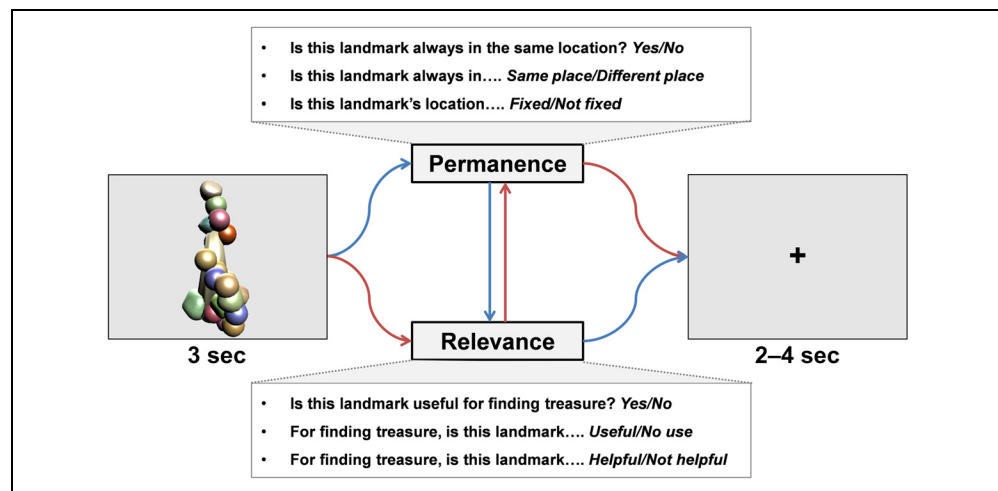 • Is this landmark always in the same location? Yes/No
• Is this landmark always in…. Same place/Different place
• Is this landmark’s location…. Fixed/Not fixed
Permanence
3 sec
+
2–4 sec
Relevance
• Is this landmark useful for finding treasure? Yes/No
• For finding treasure, is this landmark…. Useful/No use
• For finding treasure, is this landmark…. Helpful/Not helpful